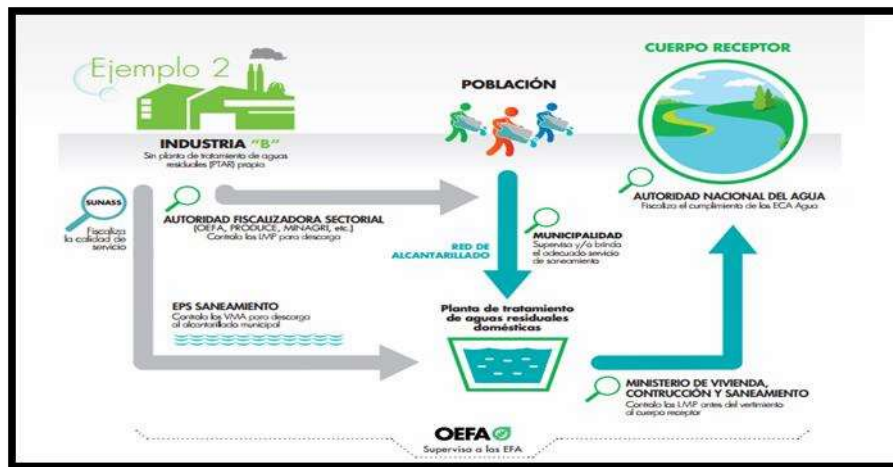 Ejemplo 2
INDUSTRIA "B"
Sin planta de tratamiento de aguas
residuales (PTAR) propia
POBLACIÓN
CUERPO RECEPTOR
SUNASS
Fiscaliza
la calidad de
servicio
AUTORIDAD FISCALIZADORA SECTORIAL
(OEFA, PRODUCE, MINAGRI, etc.)
Controla los LMP para descarga
AUTORIDAD NACIONAL DEL AGUA
Fiscaliza el cumplimiento de los ECA Agua
RED DE
ALCANTARILLADO
MUNICIPALIDAD
Supervisa y/o brinda
el adecuado servicio
de saneamiento
EPS SANEAMIENTO
Controla los VMA para descarga
al alcantarillado municipal
Planta de tratamiento
de aguas residuales
domésticas
MINISTERIO DE VIVIENDA,
CONTRUCCIÓN Y SANEAMIENTO
Controla los LMP antes del vertimiento
al cuerpo receptor
OEFA
Supervisa a las EFA